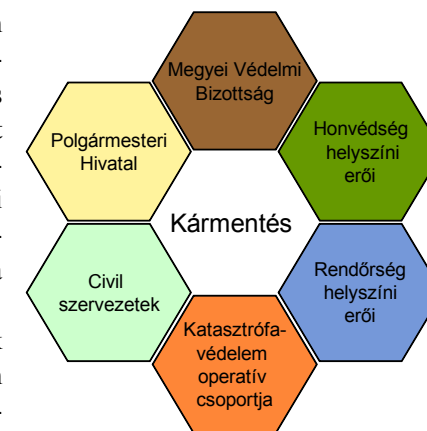 Megyei Védelmi
Bizottság
Polgármesteri
Hivatal
Honvédség
helyszíni
erői
Kármentés
Civil
szervezetek
Rendőrség
helyszíni
erői
Katasztrófa-
védelem
operatív
csoportja